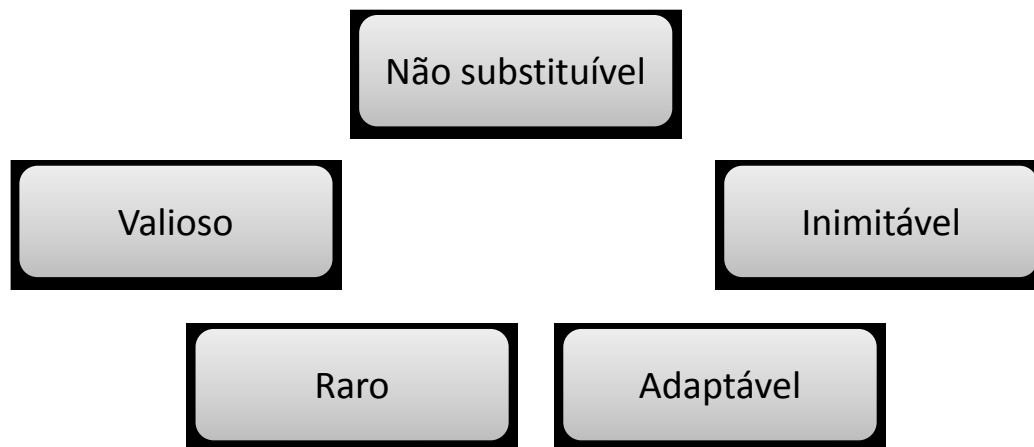 Não substituível
Valioso
Inimitável
Raro
Adaptável